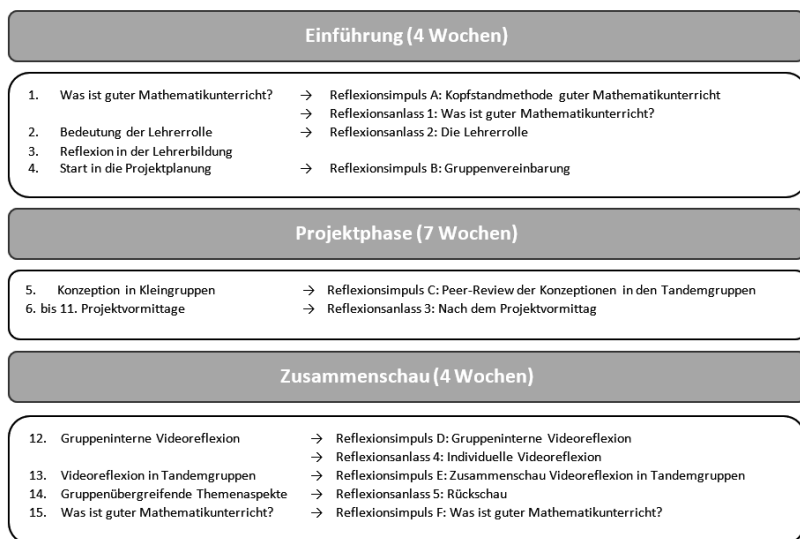 Einführung (4 Wochen)
1. Was ist guter Mathematikunterricht? → Reflexionsimpuls A: Kopfstandmethode guter Mathematikunterricht
→ Reflexionsanlass 1: Was ist guter Mathematikunterricht?
2. Bedeutung der Lehrerrolle → Reflexionsanlass 2: Die Lehrerrolle
3. Reflexion in der Lehrerbildung
4. Start in die Projektplanung → Reflexionsimpuls B: Gruppenvereinbarung
Projektphase (7 Wochen)
5. Konzeption in Kleingruppen → Reflexionsimpuls C: Peer-Review der Konzeptionen in den Tandemgruppen
6. bis 11. Projektvormittage → Reflexionsanlass 3: Nach dem Projektvormittag
Zusammenschau (4 Wochen)
12. Gruppeninterne Videoreflexion → Reflexionsimpuls D: Gruppeninterne Videoreflexion
→ Reflexionsanlass 4: Individuelle Videoreflexion
13. Videoreflexion in Tandemgruppen → Reflexionsimpuls E: Zusammenschau Videoreflexion in Tandemgruppen
14. Gruppenübergreifende Themenaspekte → Reflexionsanlass 5: Rückschau
15. Was ist guter Mathematikunterricht? → Reflexionsimpuls F: Was ist guter Mathematikunterricht?